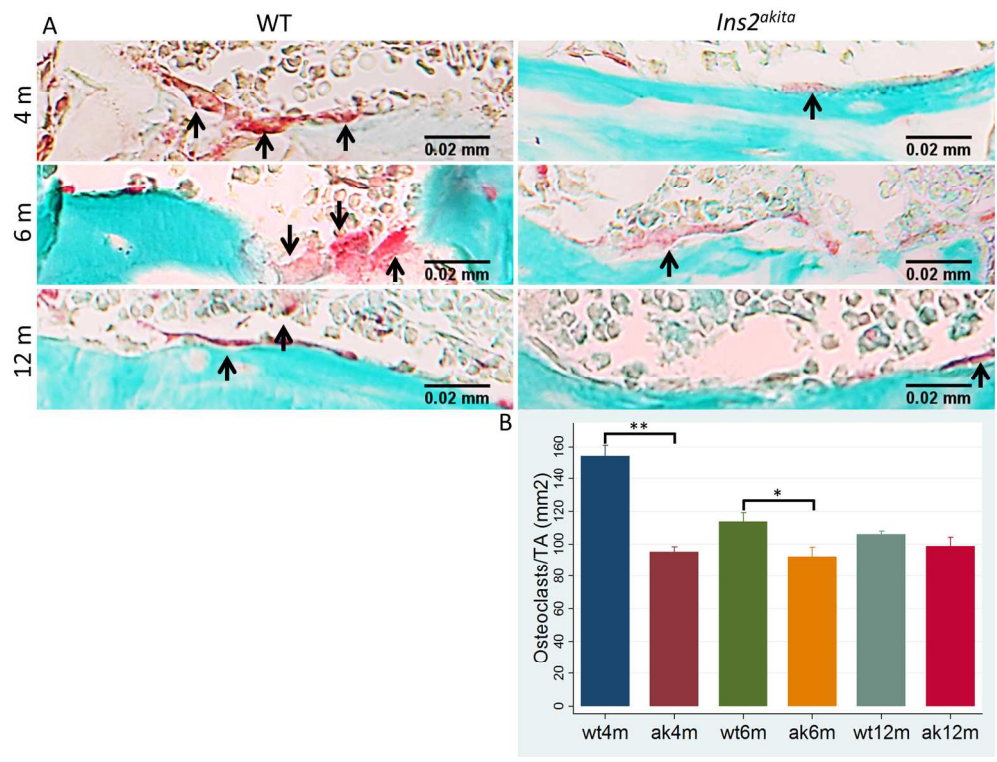 A
WT
Ins2akita
4 m
0.02 mm
0.02 mm
6 m
0.02 mm
0.02 mm
12 m
0.02 mm
0.02 mm
B
Osteoclasts/TA (mm2)
160
140
120
100
80
60
40
20
0
**
*
wt4m ak4m wt6m ak6m wt12m ak12m